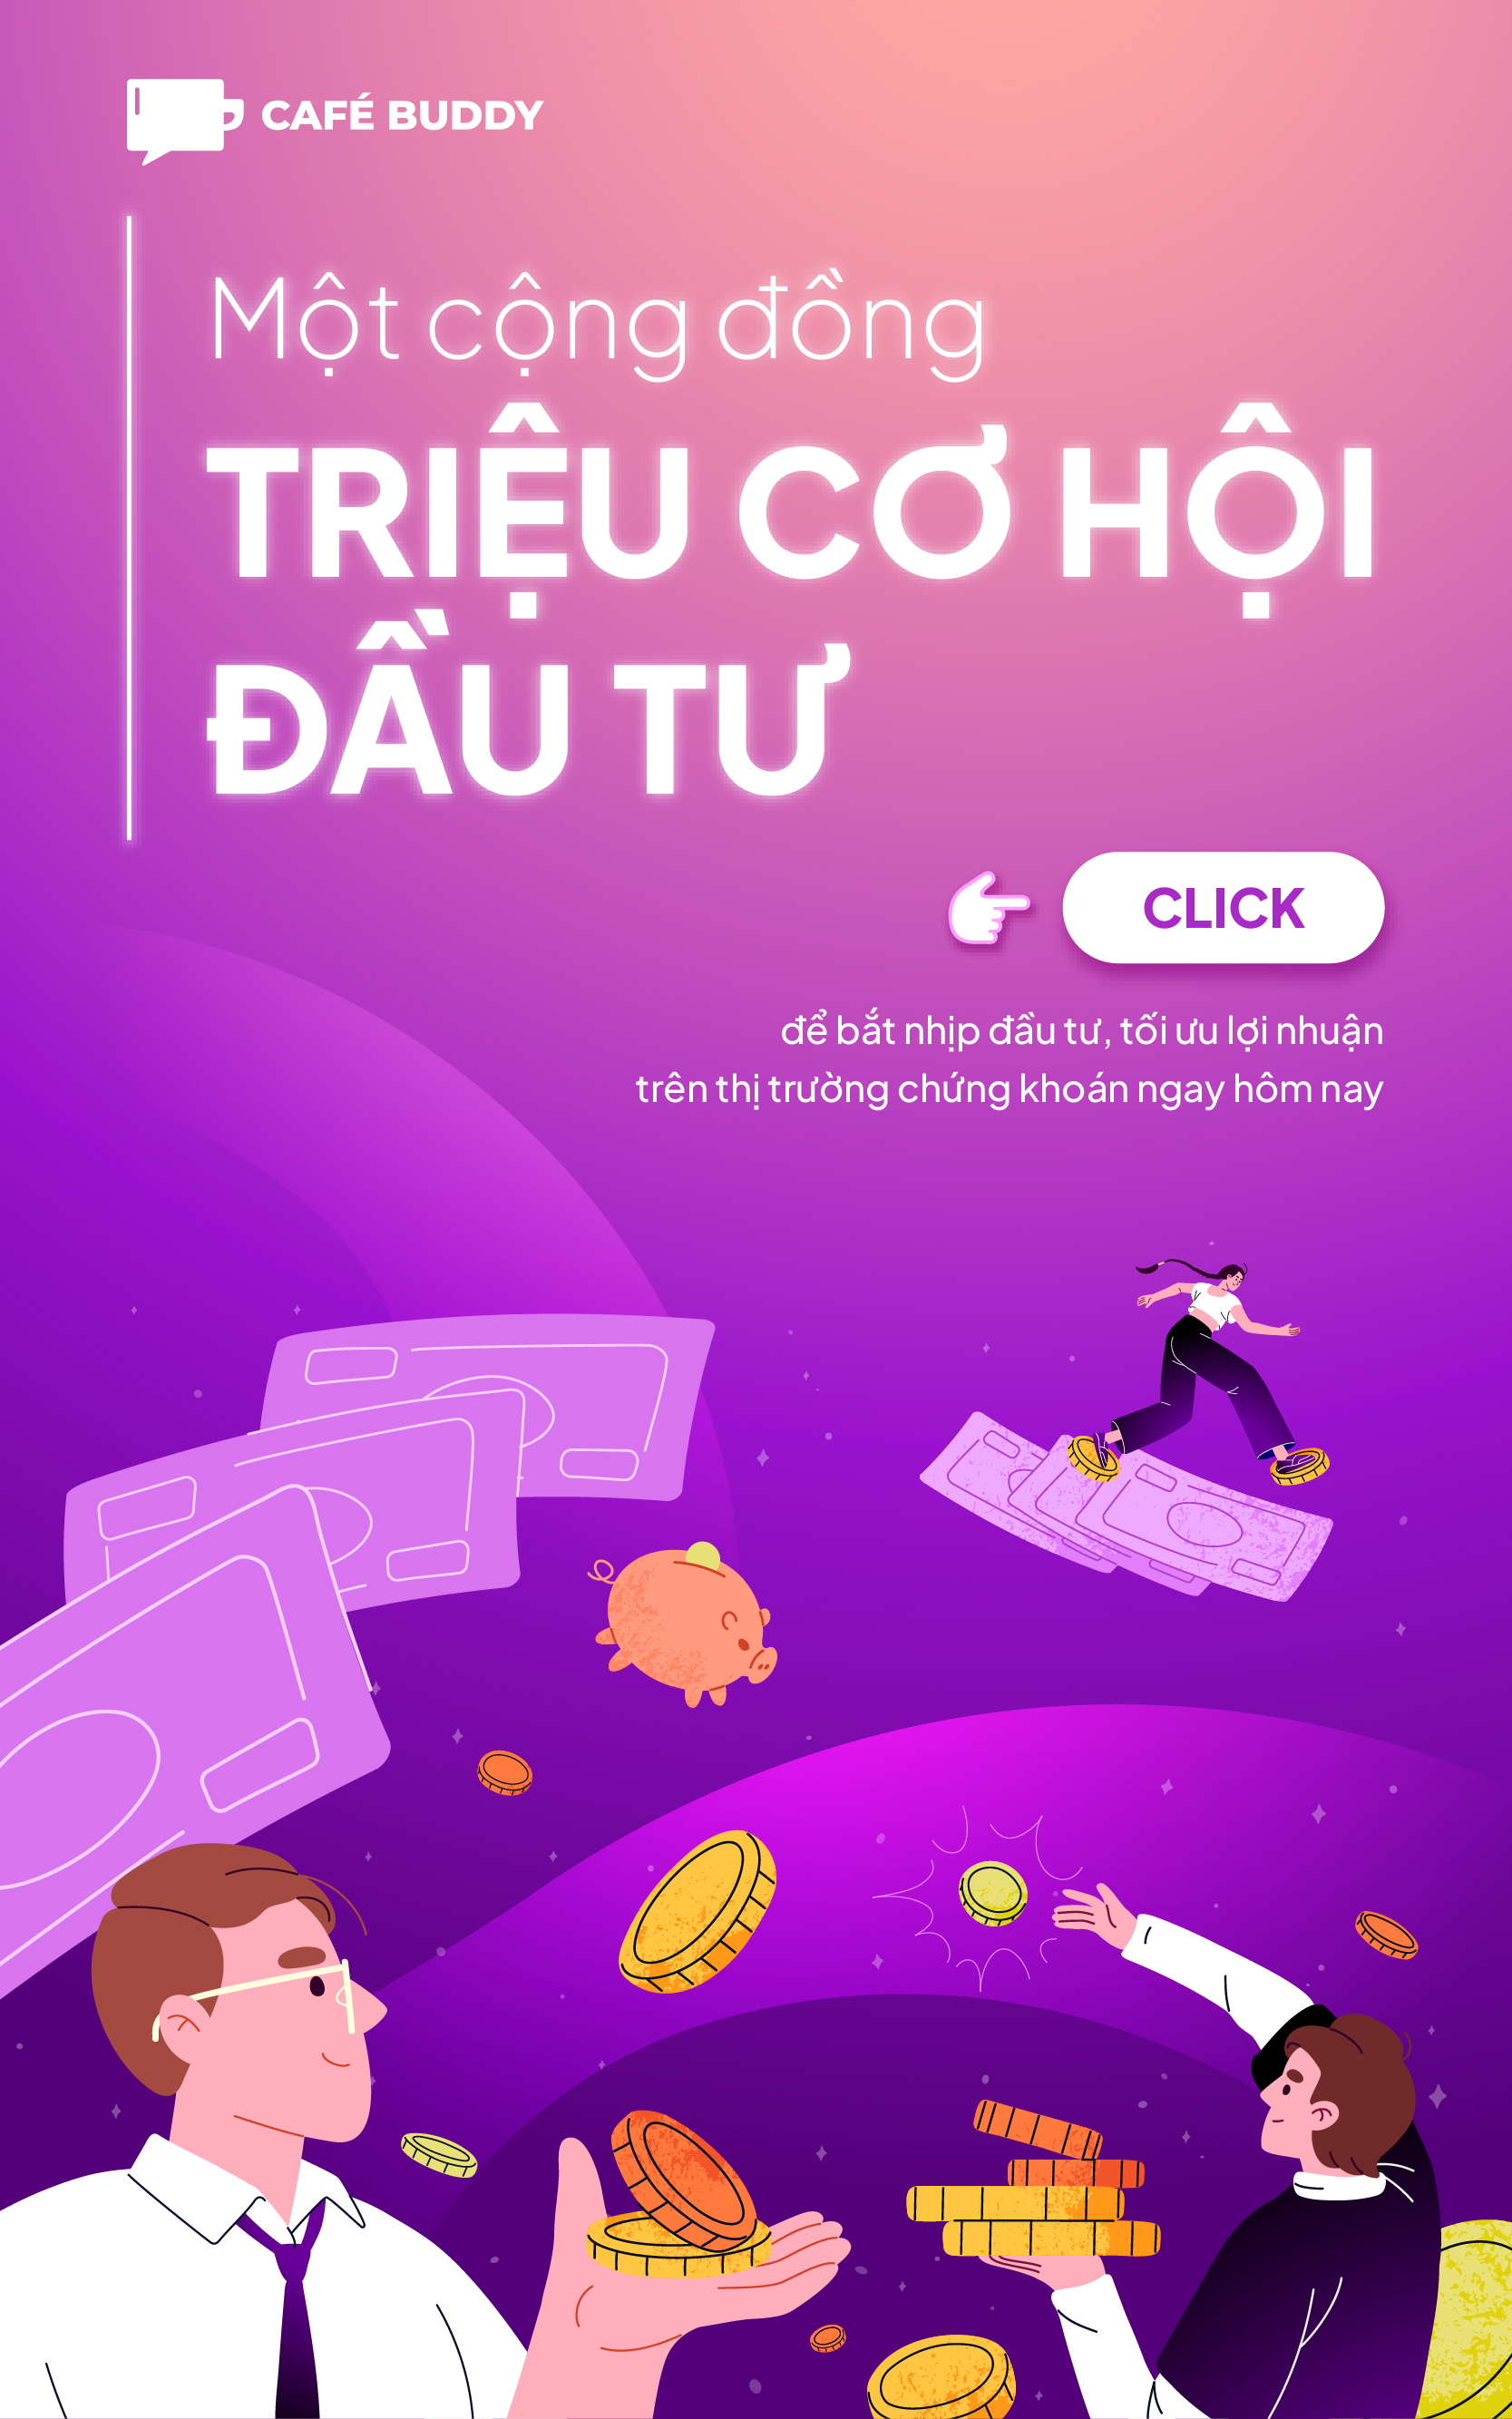 CAFÉ BUDDY
Một cộng đồng
TRIỆU CƠ HỘI
ĐẦU TƯ
CLICK
để bắt nhịp đầu tư, tối ưu lợi nhuận
trên thị trường chứng khoán ngay hôm nay